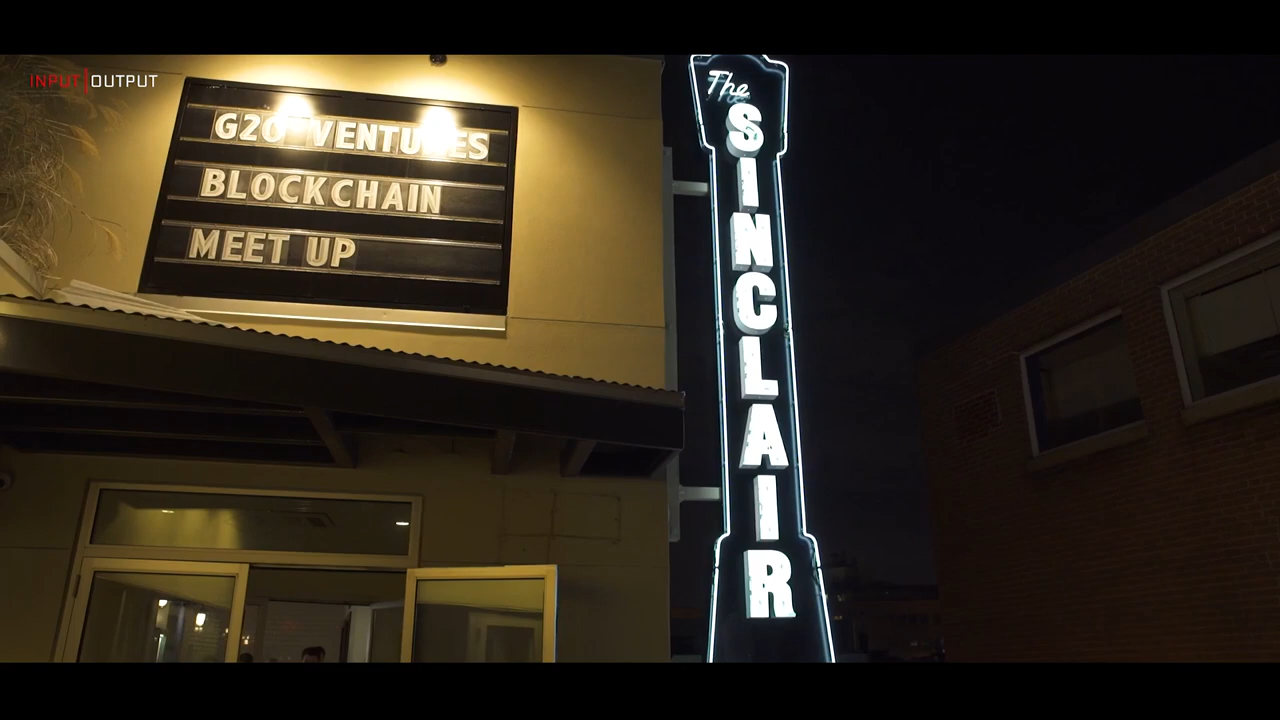 INPUT|OUTPUT
G20 VENTURES
BLOCKCHAIN
MEET UP
The
SINCLAIR